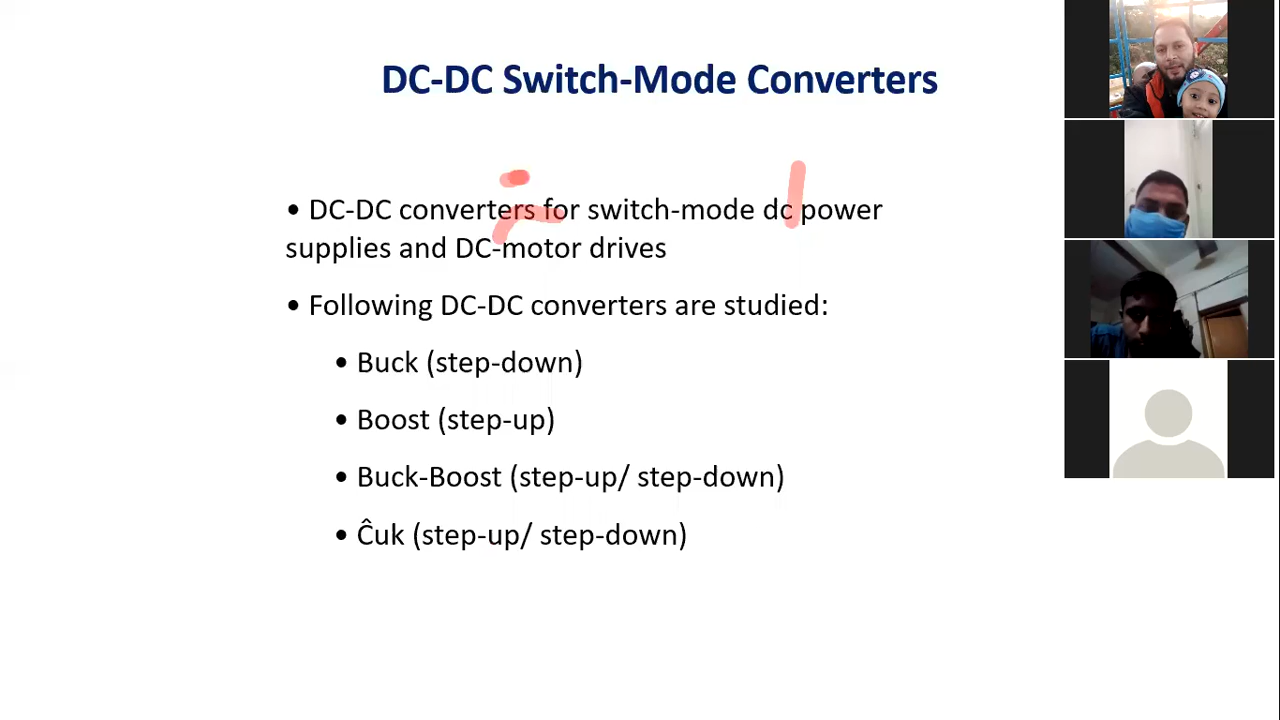 DC-DC Switch-Mode Converters
• DC-DC converters for switch-mode dc power
supplies and DC-motor drives
• Following DC-DC converters are studied:
• Buck (step-down)
• Boost (step-up)
• Buck-Boost (step-up/ step-down)
• Ĉuk (step-up/ step-down)